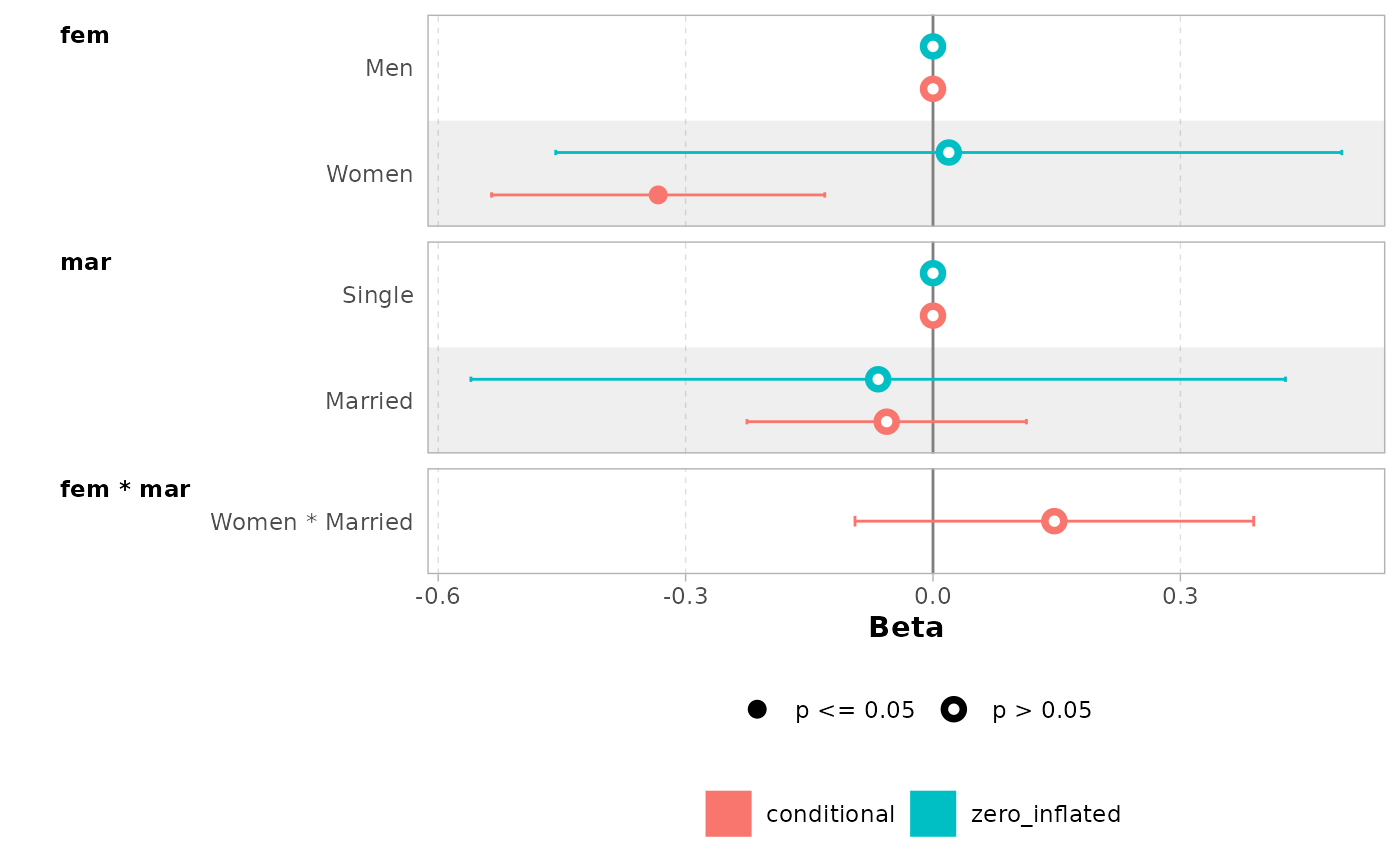 fem
Men
Women
mar
Single
Married
fem * mar
Women * Married
-0.6 -0.3 0.0 0.3
Beta
p <= 0.05 p > 0.05
conditional zero_inflated